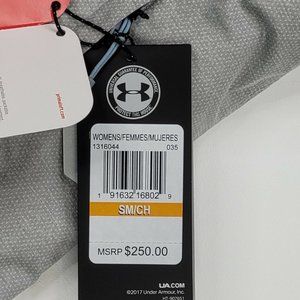 WOMENS/FEMMES/MUJERES
1316044 035
1 91632 16802 9
SM/CH
MSRP $250.00
UA.COM
©2017 Under Armour, Inc.